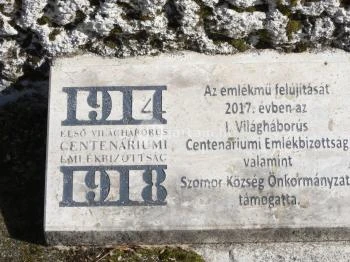 1914
ELSŐ VILÁGHÁBORÚS
CENTENÁRIUMI
EMLÉKBIZOTTSÁG
1918
Az emlékmű felújítását
2017. évben az
I. Világháborús
Centenáriumi Emlékbizottság
valamint
Szomor Község Önkormányzat
támogatta.